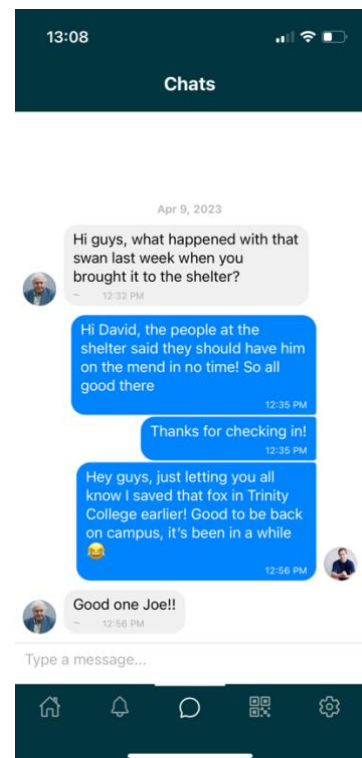 13:08
Chats
Apr 9, 2023
Hi guys, what happened with that
swan last week when you
brought it to the shelter?
~ 12:32 PM
Hi David, the people at the
shelter said they should have him
on the mend in no time! So all
good there
12:35 PM
Thanks for checking in!
12:35 PM
Hey guys, just letting you all
know I saved that fox in Trinity
College earlier! Good to be back
on campus, it's been in a while
😂
12:56 PM
Good one Joe!!
~ 12:56 PM
Type a message...